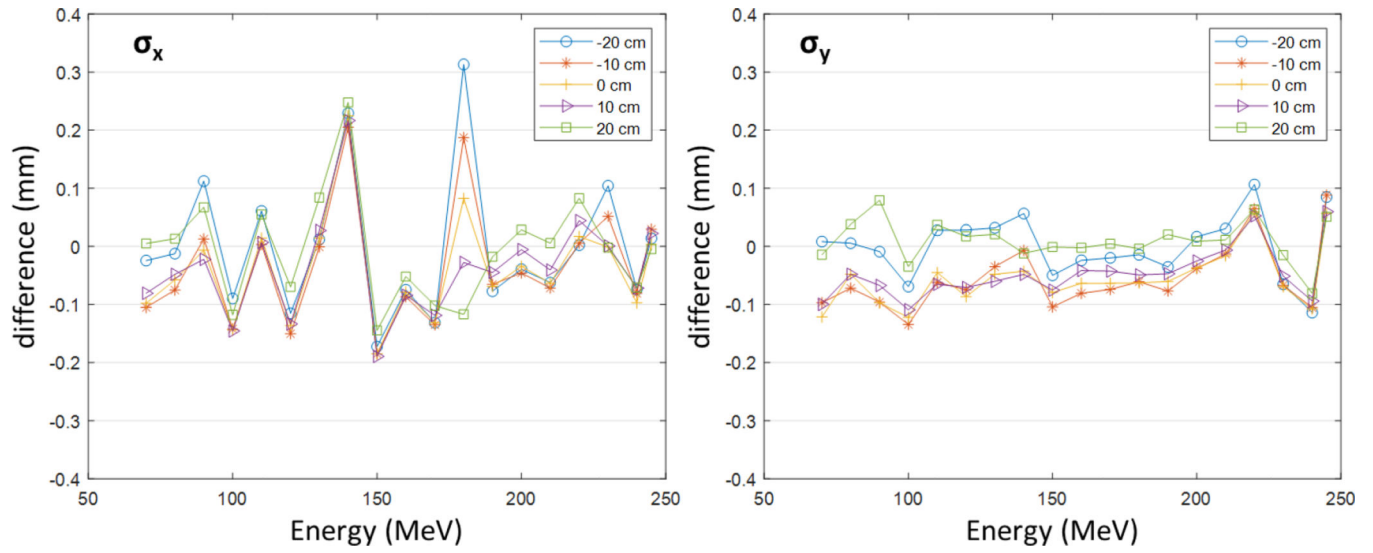 σx
-20 cm
-10 cm
0 cm
10 cm
20 cm
0.4
0.3
0.2
0.1
0
-0.1
-0.2
-0.3
-0.4
difference (mm)
50
100
150
200
250
Energy (MeV)
σy
-20 cm
-10 cm
0 cm
10 cm
20 cm
0.4
0.3
0.2
0.1
0
-0.1
-0.2
-0.3
-0.4
difference (mm)
50
100
150
200
250
Energy (MeV)